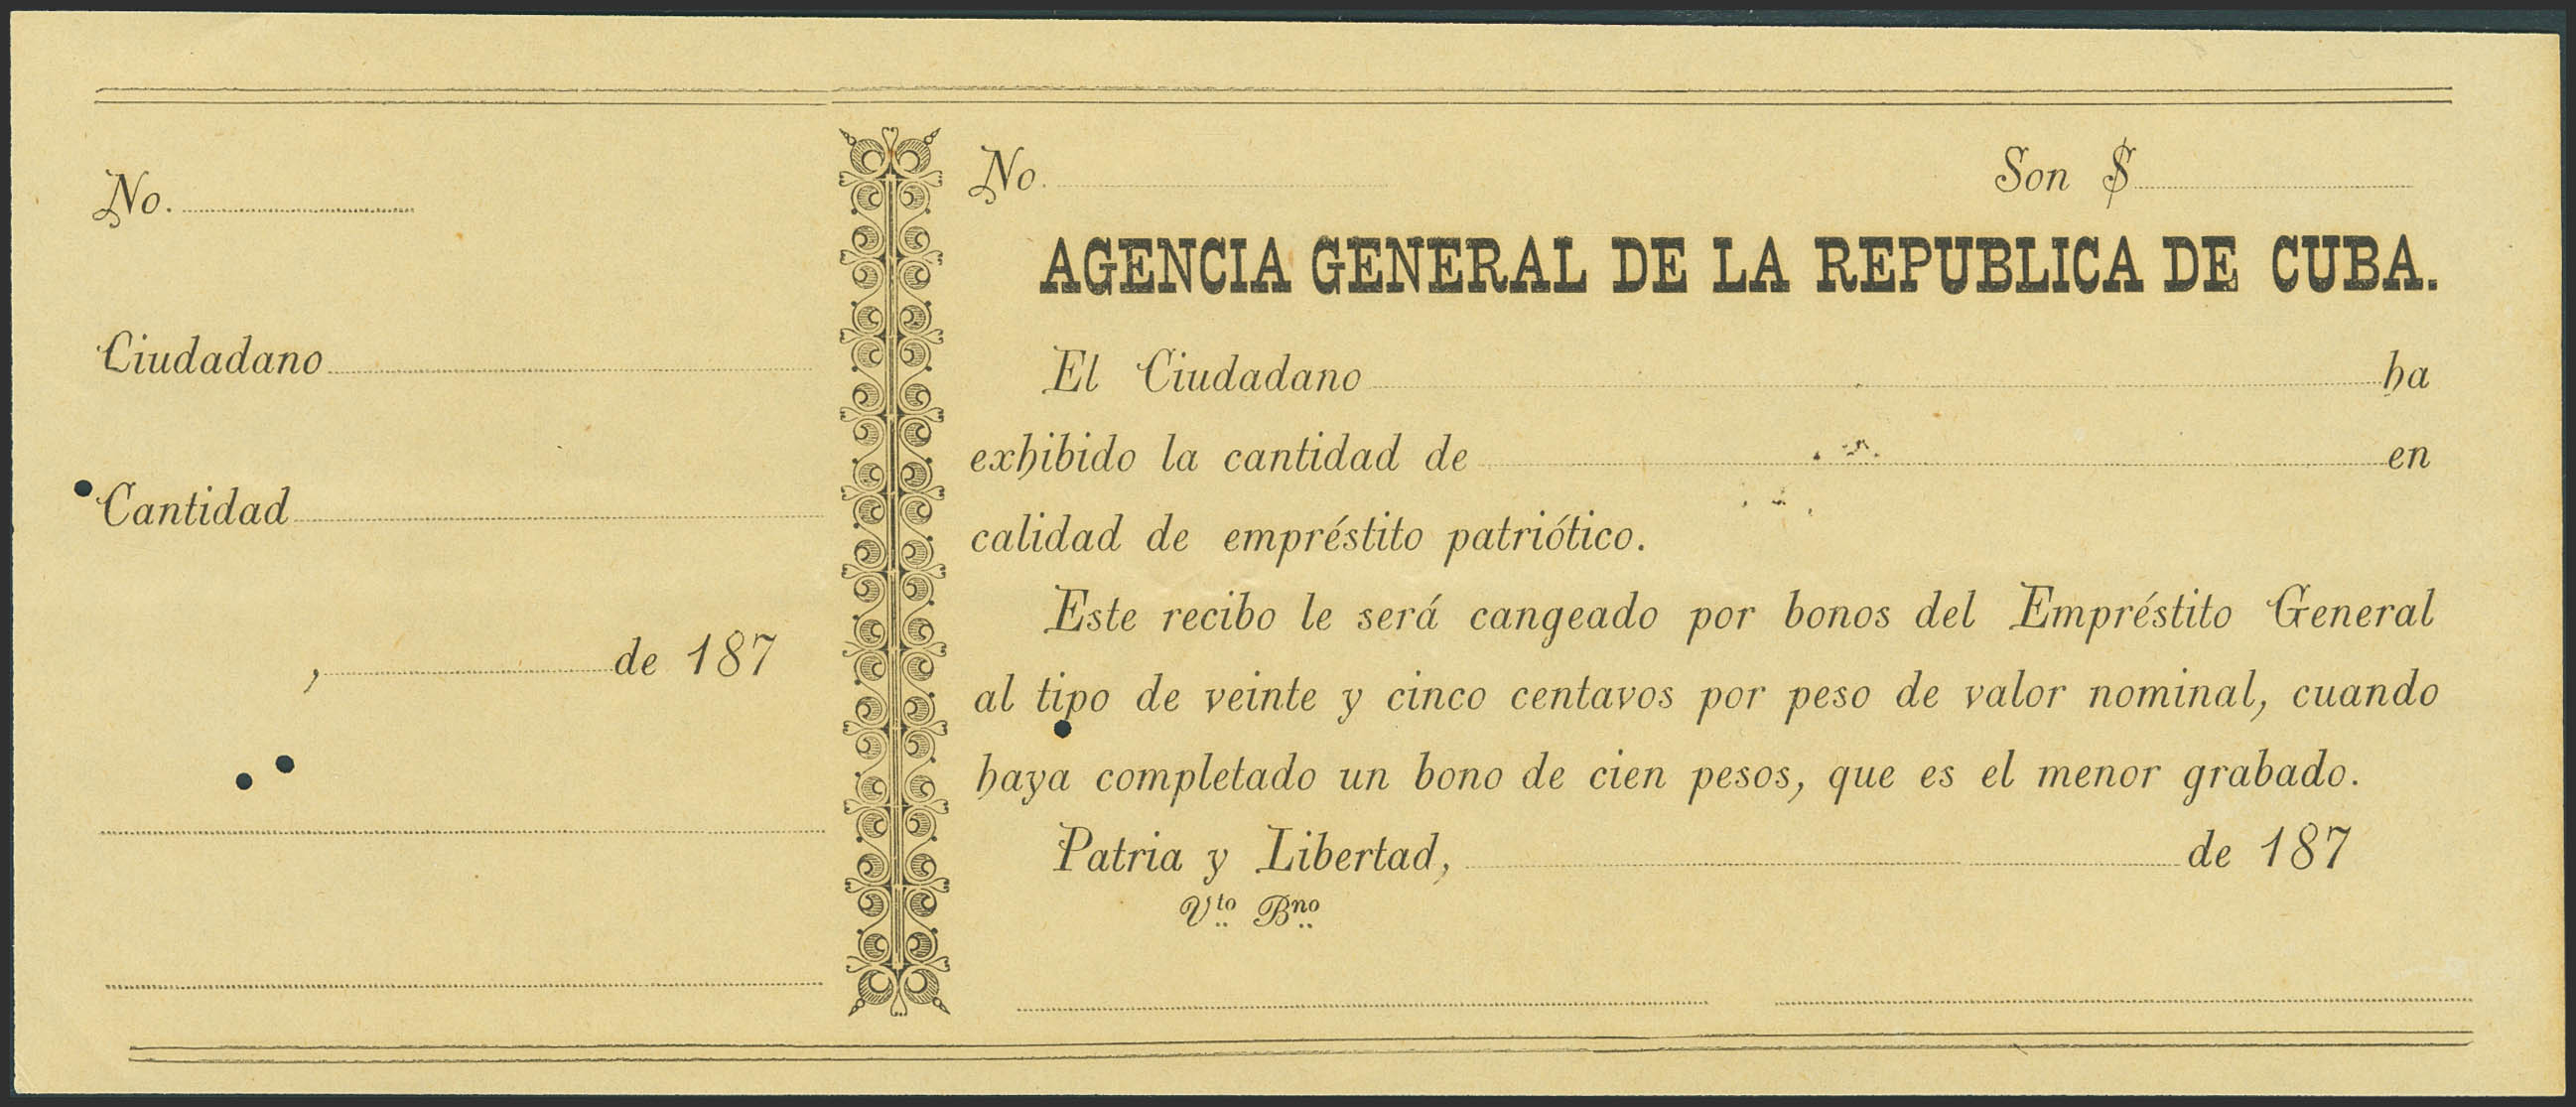 No.
Ciudadano
Cantidad
, de 187
No. Son $
AGENCIA GENERAL DE LA REPUBLICA DE CUBA.
El Ciudadano ha
exhibido la cantidad de en
calidad de empréstito patriótico.
Este recibo le será cangeado por bonos del Empréstito General
al tipo de veinte y cinco centavos por peso de valor nominal, cuando
haya completado un bono de cien pesos, que es el menor grabado.
Patria y Libertad, de 187
Vto Bno